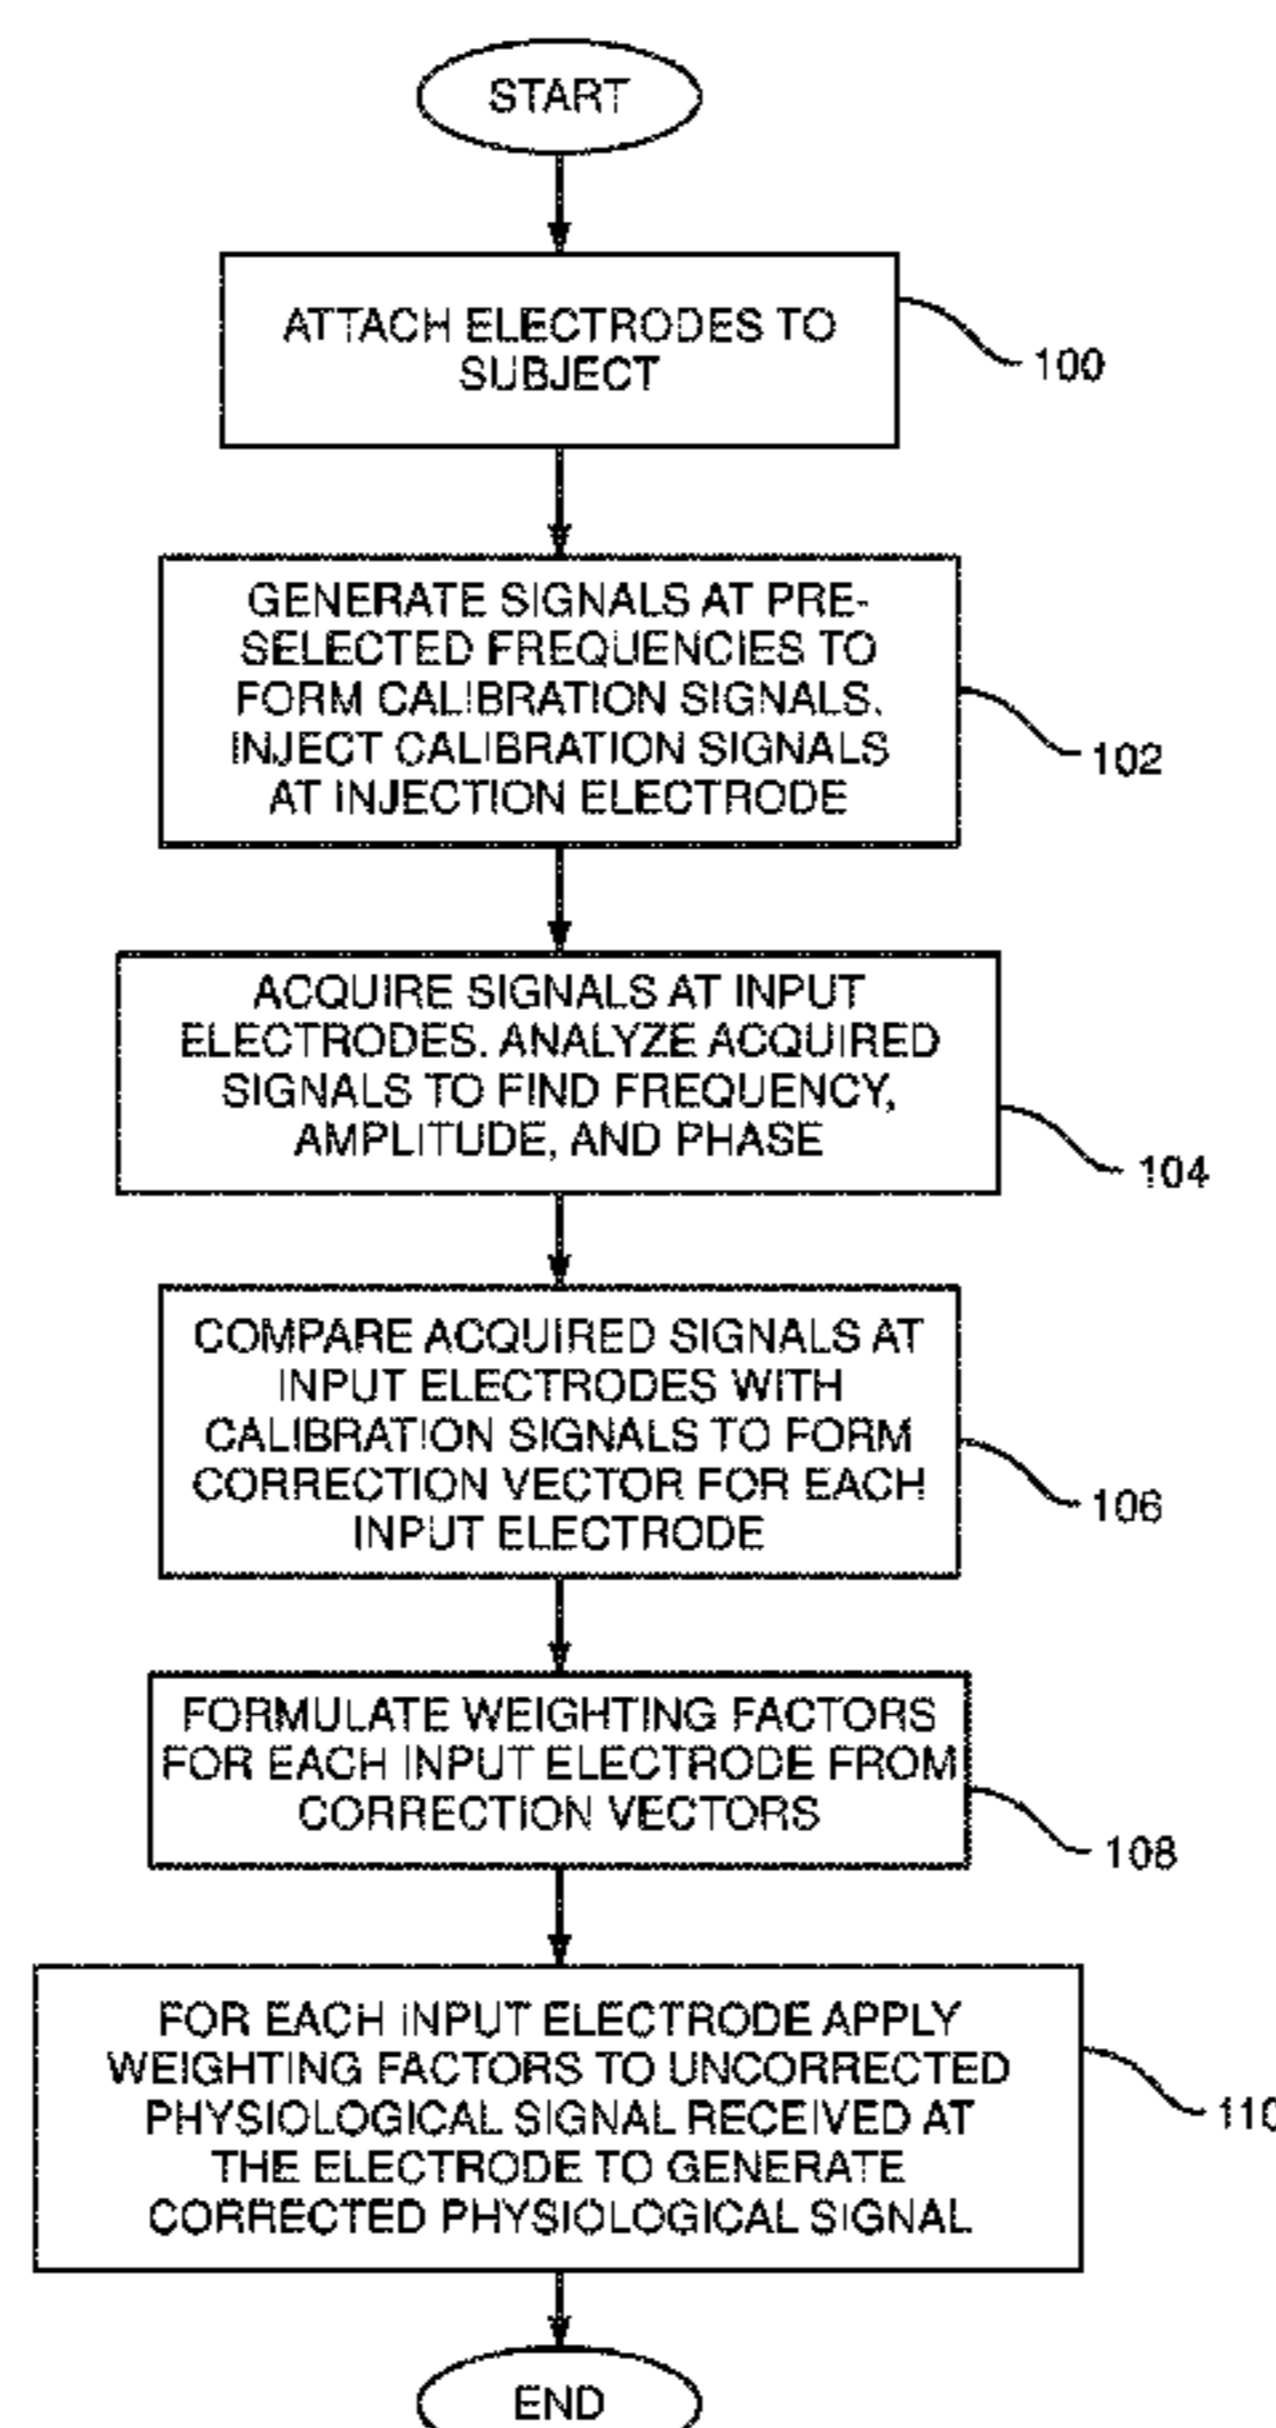 START
ATTACH ELECTRODES TO
SUBJECT
100
GENERATE SIGNALS AT PRE-
SELECTED FREQUENCIES TO
FORM CALIBRATION SIGNALS.
INJECT CALIBRATION SIGNALS
AT INJECTION ELECTRODE
102
ACQUIRE SIGNALS AT INPUT
ELECTRODES. ANALYZE ACQUIRED
SIGNALS TO FIND FREQUENCY,
AMPLITUDE, AND PHASE
104
COMPARE ACQUIRED SIGNALS AT
INPUT ELECTRODES WITH
CALIBRATION SIGNALS TO FORM
CORRECTION VECTOR FOR EACH
INPUT ELECTRODE
106
FORMULATE WEIGHTING FACTORS
FOR EACH INPUT ELECTRODE FROM
CORRECTION VECTORS
108
FOR EACH INPUT ELECTRODE APPLY
WEIGHTING FACTORS TO UNCORRECTED
PHYSIOLOGICAL SIGNAL RECEIVED AT
THE ELECTRODE TO GENERATE
CORRECTED PHYSIOLOGICAL SIGNAL
110
END